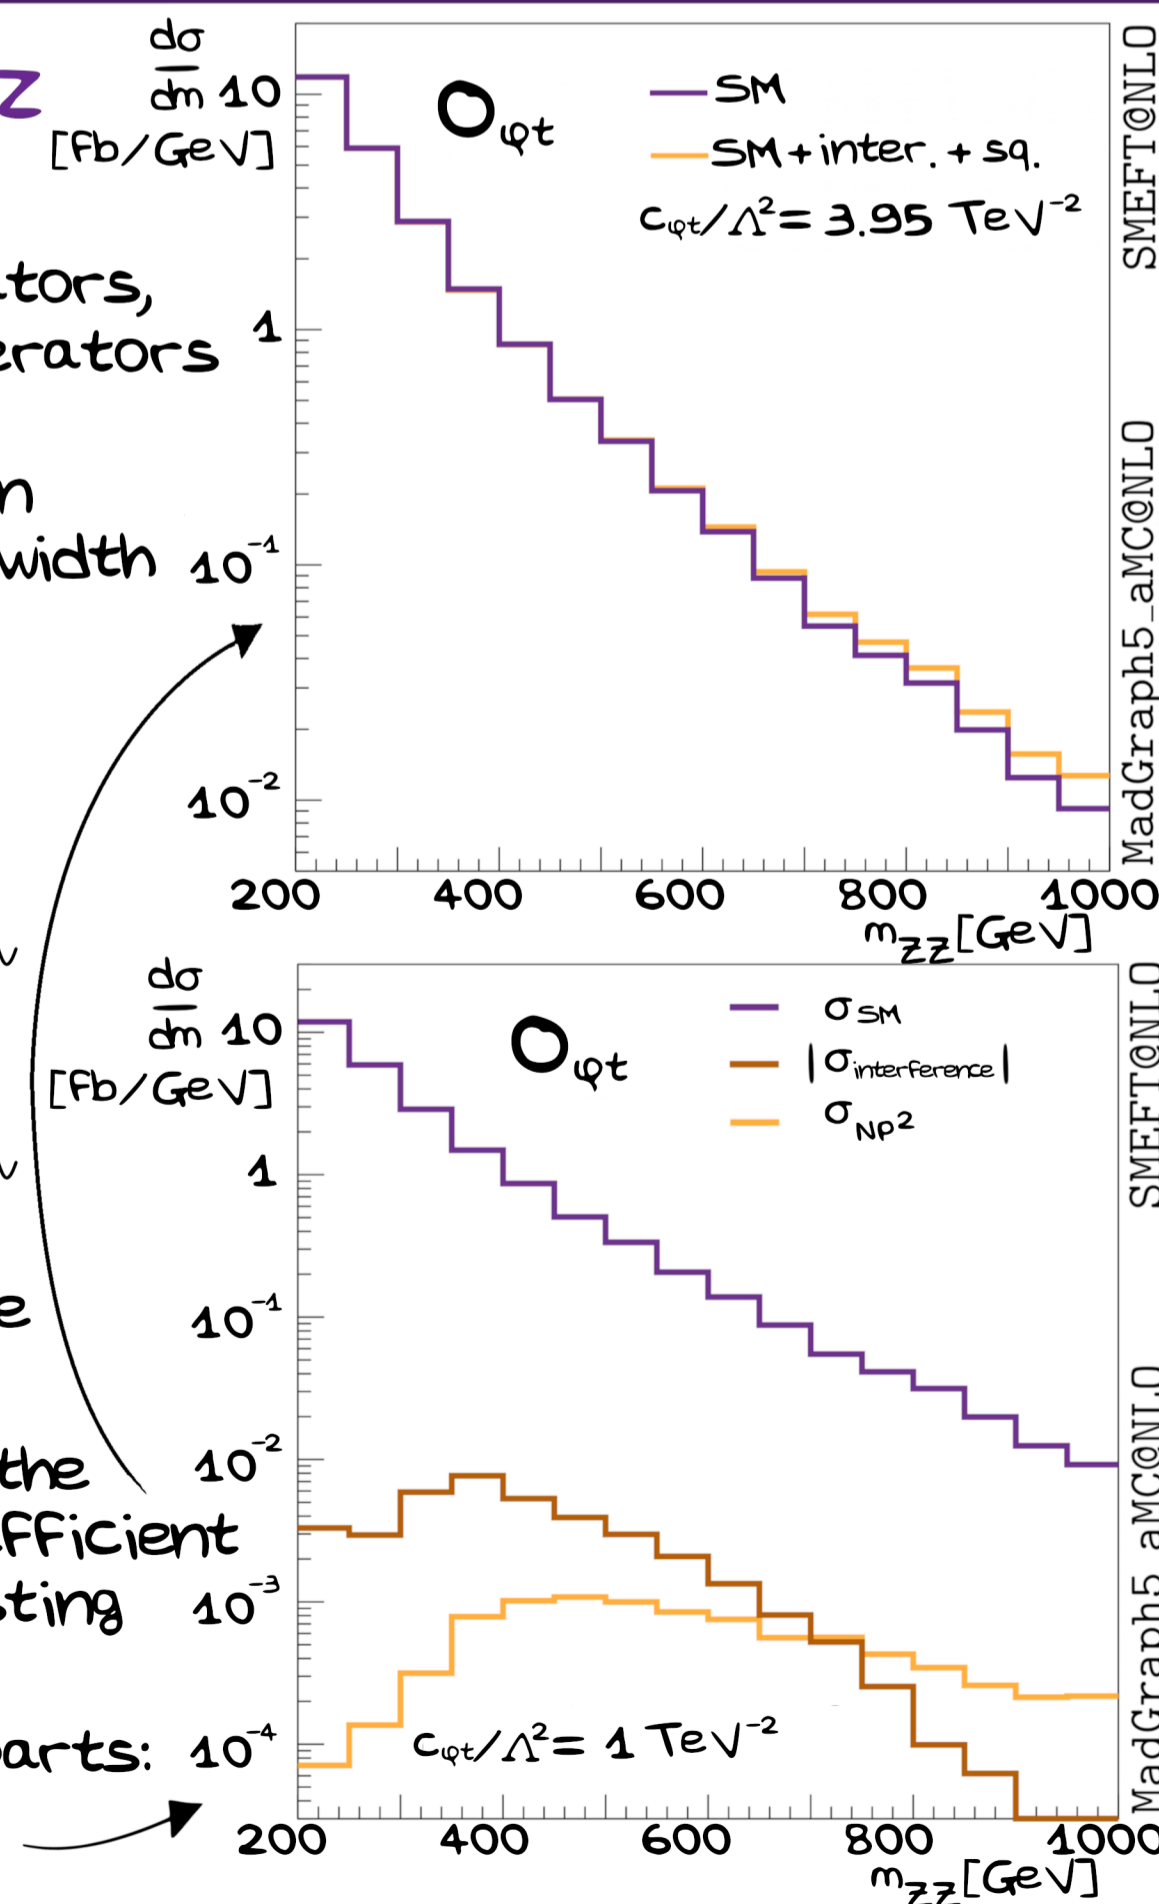 z
tors,
erators
n
width
e
the
fficient
sting
arts:
dσ
dm
[fb/GeV]
10
1
10⁻¹
10⁻²
O_φt
SM
SM+inter.+sq.
c_φt/Λ²= 3.95 TeV⁻²
200 400 600 800 1000
m_ZZ[GeV]
SMEFT@NLO
MadGraph5_aMC@NLO
dσ
dm
[fb/GeV]
10
1
10⁻¹
10⁻²
10⁻³
10⁻⁴
O_φt
σ_SM
|σ_interference|
σ_NP²
c_φt/Λ²= 1 TeV⁻²
200 400 600 800 1000
m_ZZ[GeV]
SMEFT@NLO
MadGraph5_aMC@NLO